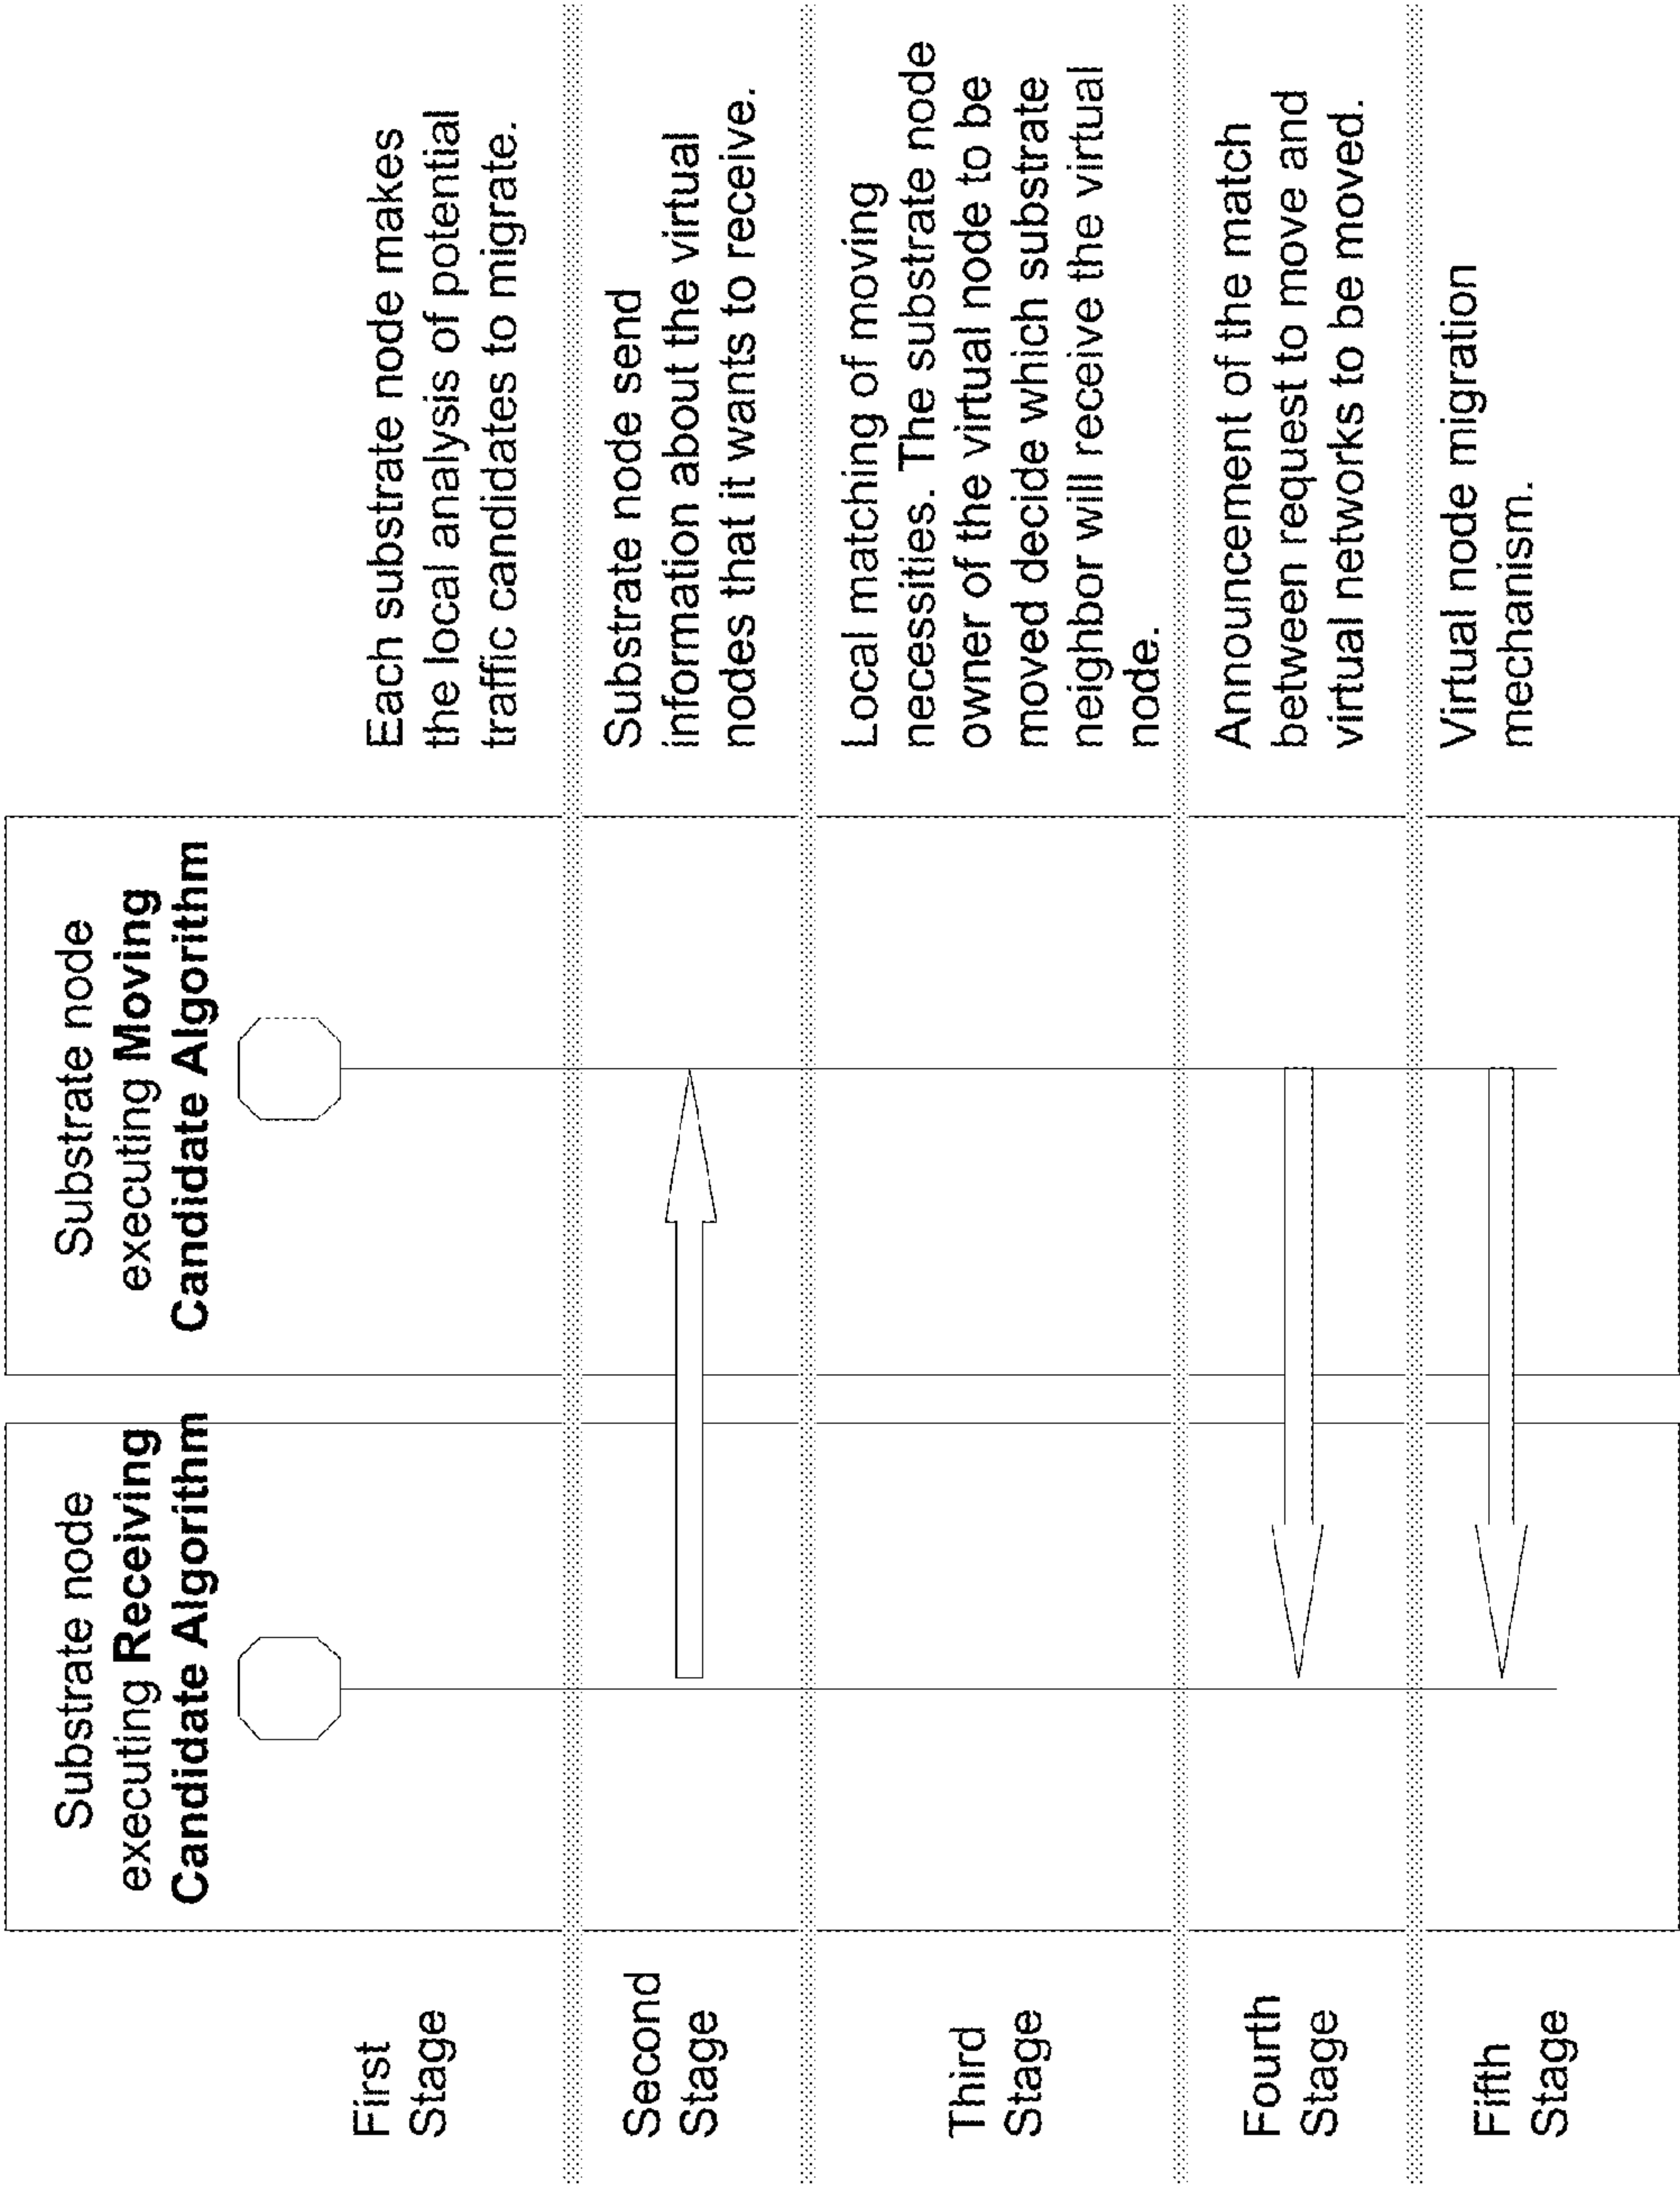 Substrate node
executing Receiving
Candidate Algorithm
Substrate node
executing Moving
Candidate Algorithm
First
Stage
Each substrate node makes
the local analysis of potential
traffic candidates to migrate.
Second
Stage
Substrate node send
information about the virtual
nodes that it wants to receive.
Third
Stage
Local matching of moving
necessities. The substrate node
owner of the virtual node to be
moved decide which substrate
neighbor will receive the virtual
node.
Fourth
Stage
Announcement of the match
between request to move and
virtual networks to be moved.
Fifth
Stage
Virtual node migration
mechanism.